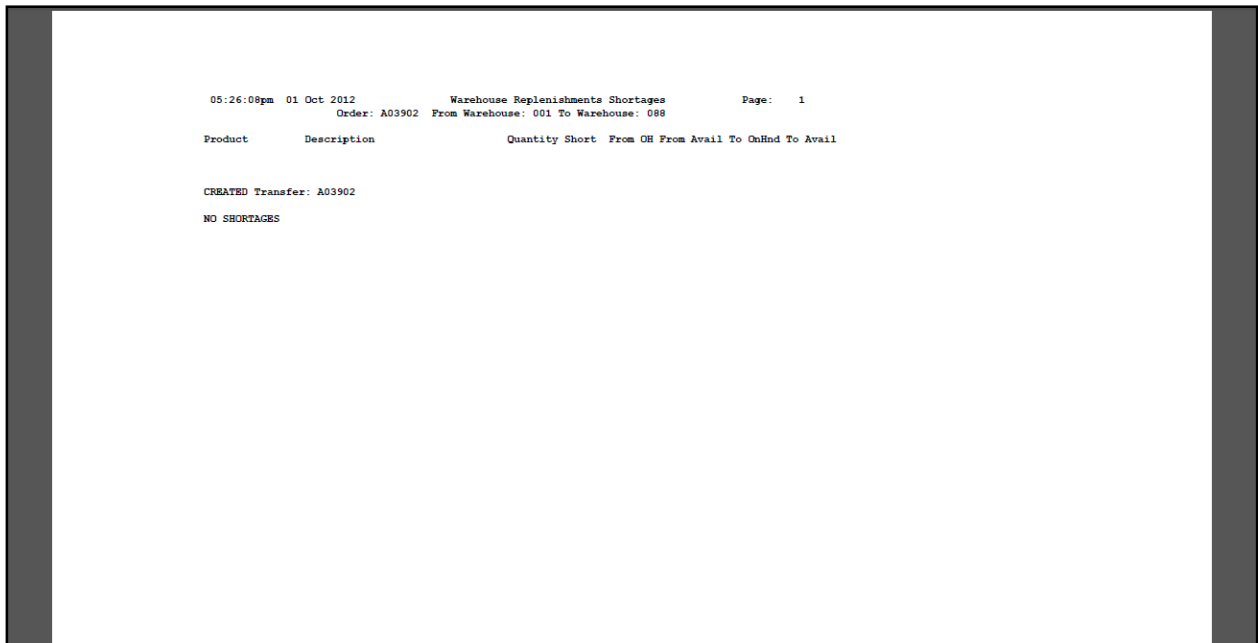 05:26:08pm 01 Oct 2012 Warehouse Replenishments Shortages Page: 1
Order: A03902 From Warehouse: 001 To Warehouse: 088
Product Description Quantity Short From OH From Avail To OnHnd To Avail
CREATED Transfer: A03902
NO SHORTAGES